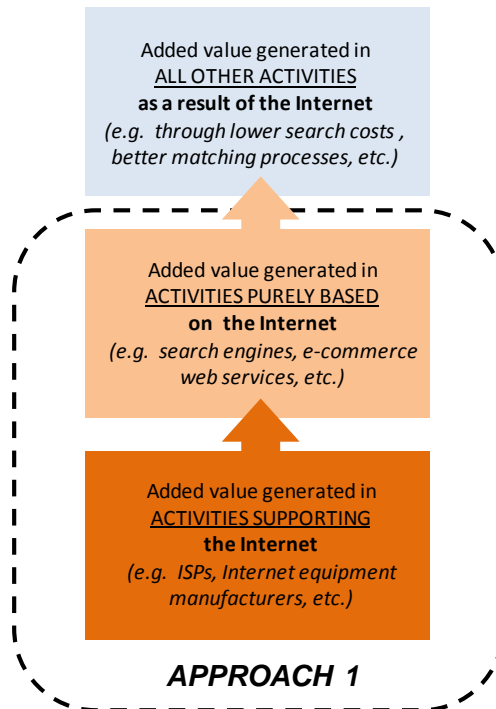 Added value generated in
ALL OTHER ACTIVITIES
as a result of the Internet
(e.g. through lower search costs ,
better matching processes, etc.)
Added value generated in
ACTIVITIES PURELY BASED
on the Internet
(e.g. search engines, e-commerce
web services, etc.)
Added value generated in
ACTIVITIES SUPPORTING
the Internet
(e.g. ISPs, Internet equipment
manufacturers, etc.)
APPROACH 1